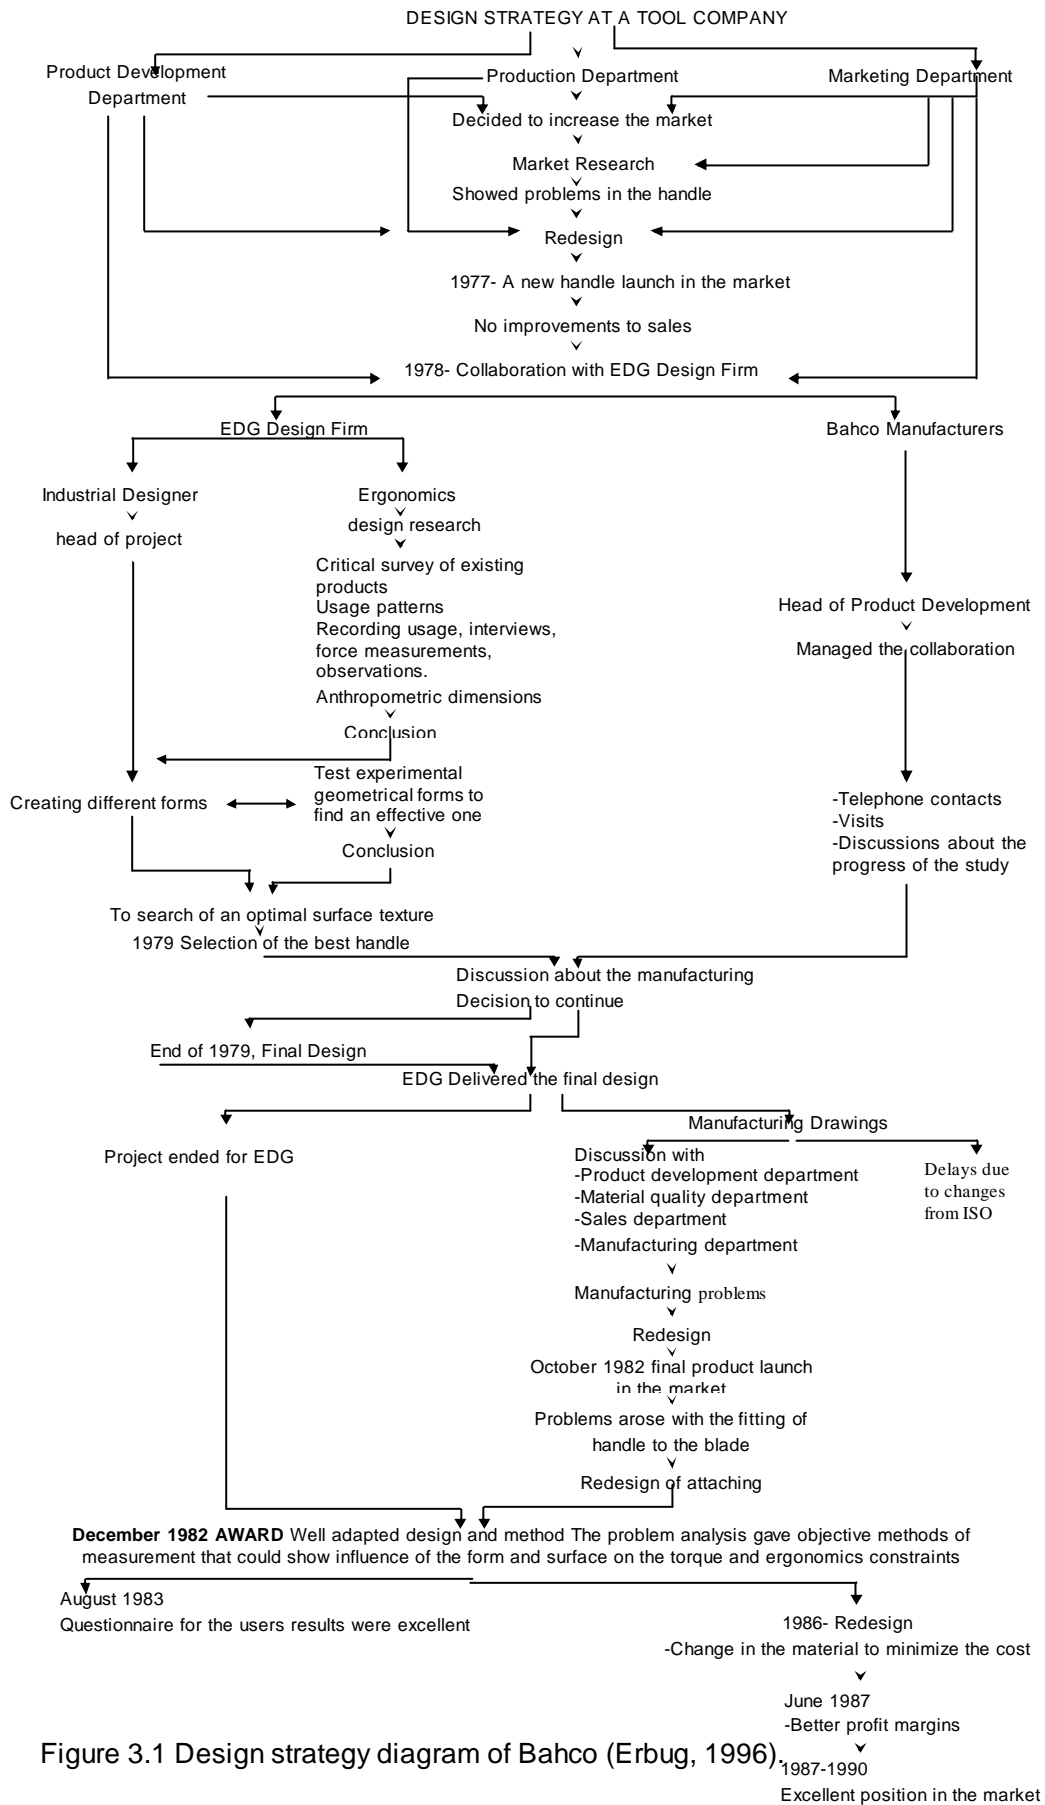 DESIGN STRATEGY AT A TOOL COMPANY
Product Development
Department
Production Department
Marketing Department
Decided to increase the market
Market Research
Showed problems in the handle
Redesign
1977- A new handle launch in the market
No improvements to sales
1978- Collaboration with EDG Design Firm
EDG Design Firm
Bahco Manufacturers
Industrial Designer
head of project
Ergonomics
design research
Critical survey of existing
products
Usage patterns
Recording usage, interviews,
force measurements,
observations.
Anthropometric dimensions
Conclusion
Head of Product Development
Managed the collaboration
Creating different forms
Test experimental
geometrical forms to
find an effective one
Conclusion
-Telephone contacts
-Visits
-Discussions about the
progress of the study
To search of an optimal surface texture
1979 Selection of the best handle
Discussion about the manufacturing
Decision to continue
End of 1979, Final Design
EDG Delivered the final design
Project ended for EDG
Manufacturing Drawings
Discussion with
-Product development department
-Material quality department
-Sales department
-Manufacturing department
Delays due
to changes
from ISO
Manufacturing problems
Redesign
October 1982 final product launch
in the market
Problems arose with the fitting of
handle to the blade
Redesign of attaching
December 1982 AWARD Well adapted design and method The problem analysis gave objective methods of
measurement that could show influence of the form and surface on the torque and ergonomics constraints
August 1983
Questionnaire for the users results were excellent
1986- Redesign
-Change in the material to minimize the cost
June 1987
-Better profit margins
1987-1990
Excellent position in the market
Figure 3.1 Design strategy diagram of Bahco (Erbug, 1996).